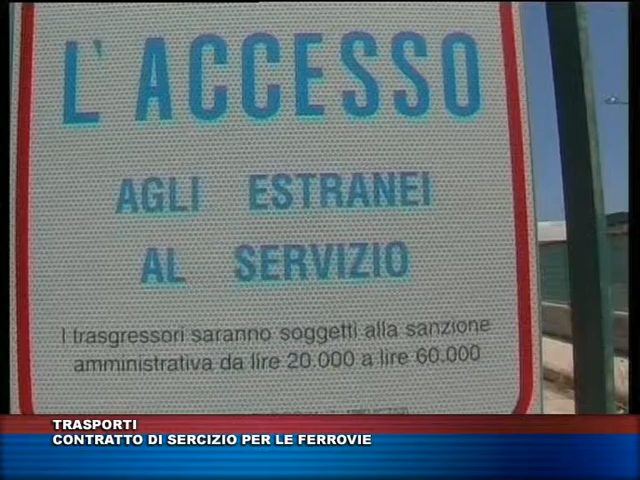 L'ACCESSO
AGLI ESTRANEI
AL SERVIZIO
I trasgressori saranno soggetti alla sanzione
amministrativa da lire 20.000 a lire 60.000
TRASPORTI
CONTRATTO DI SERCIZIO PER LE FERROVIE